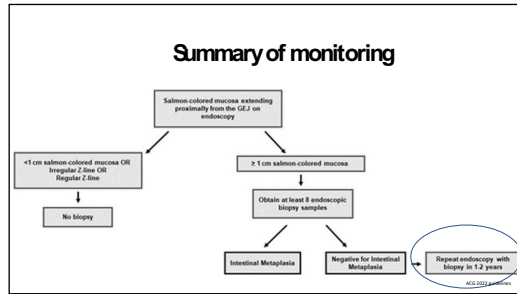 Summary of monitoring
Salmon-colored mucosa extending
proximally from the GEJ on
endoscopy
<1 cm salmon-colored mucosa OR
Irregular Z-line OR
Regular Z-line
≥ 1 cm salmon-colored mucosa
No biopsy
Obtain at least 8 endoscopic
biopsy samples
Intestinal Metaplasia
Negative for Intestinal
Metaplasia
Repeat endoscopy with
biopsy in 1-2 years
ACG 2022 guidelines